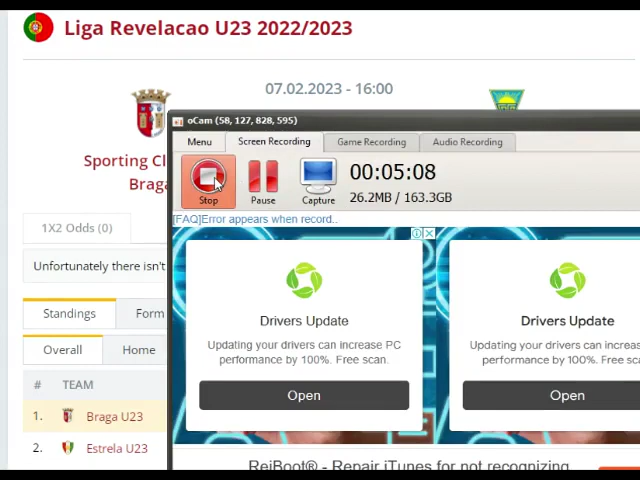 Liga Revelacao U23 2022/2023
07.02.2023 - 16:00
oCam (58, 127, 828, 595)
Menu
Screen Recording
Game Recording
Audio Recording
Sporting Cl
Braga
00:05:08
26.2MB / 163.3GB
Stop
Pause
Capture
[FAQ]Error appears when record..
1X2 Odds (0)
Unfortunately there isn't
Standings
Form
Overall
Home
# TEAM
1. Braga U23
2. Estrela U23
Drivers Update
Updating your drivers can increase PC
performance by 100%. Free scan.
Open
Drivers Update
Updating your drivers can increase
performance by 100%. Free sca
Open
ReiBoot® - Repair iTunes for not recognizing